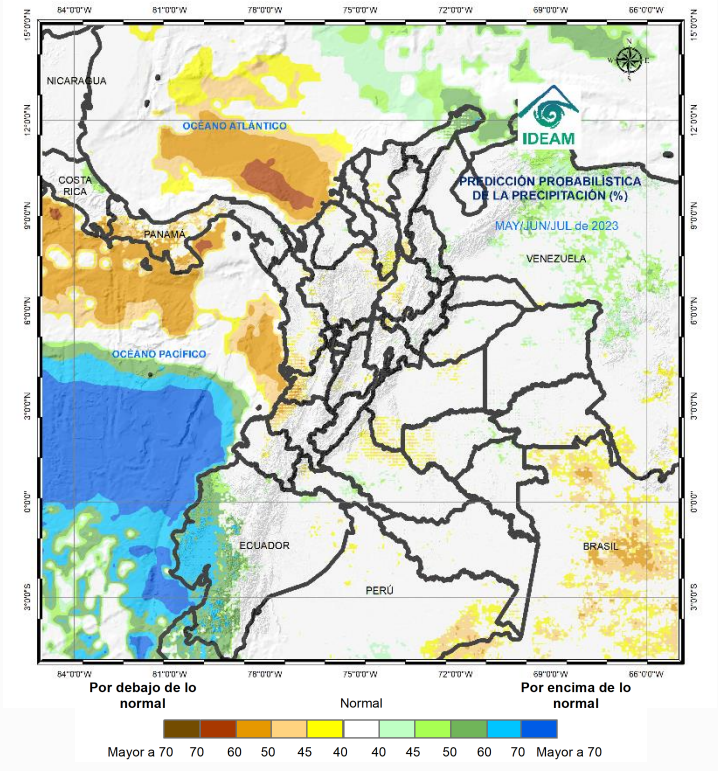 84°0'0"W 81°0'0"W 78°0'0"W 75°0'0"W 72°0'0"W 69°0'0"W 66°0'0"W
15°0'0"N 15°0'0"N
NICARAGUA
N
W E
S
12°0'0"N 12°0'0"N
OCÉANO ATLÁNTICO
IDEAM
COSTA
RICA
PREDICCIÓN PROBABILÍSTICA
DE LA PRECIPITACIÓN (%)
9°0'0"N 9°0'0"N
MAY/JUN/JUL de 2023
PANAMÁ
VENEZUELA
6°0'0"N 6°0'0"N
OCÉANO PACÍFICO
3°0'0"N 3°0'0"N
0°0'0"N 0°0'0"N
ECUADOR
BRASIL
PERÚ
3°0'0"S 3°0'0"S
84°0'0"W 81°0'0"W 78°0'0"W 75°0'0"W 72°0'0"W 69°0'0"W 66°0'0"W
Por debajo de lo
normal
Normal
Por encima de lo
normal
Mayor a 70 70 60 50 45 40 40 45 50 60 70 Mayor a 70